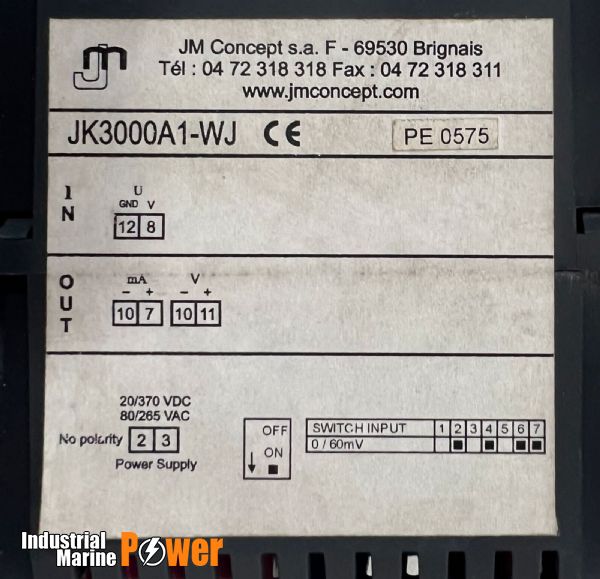 JM
JM Concept s.a. F - 69530 Brignais
Tél : 04 72 318 318 Fax : 04 72 318 311
www.jmconcept.com
JK3000A1-WJ CE PE 0575
IN
U
GND V
12 8
OUT
mA V
- + - +
10 7 10 11
20/370 VDC
80/265 VAC
No polarity 2 3
Power Supply
OFF
ON
SWITCH INPUT 1 2 3 4 5 6 7
0 / 60mV
Industrial
Marine Power